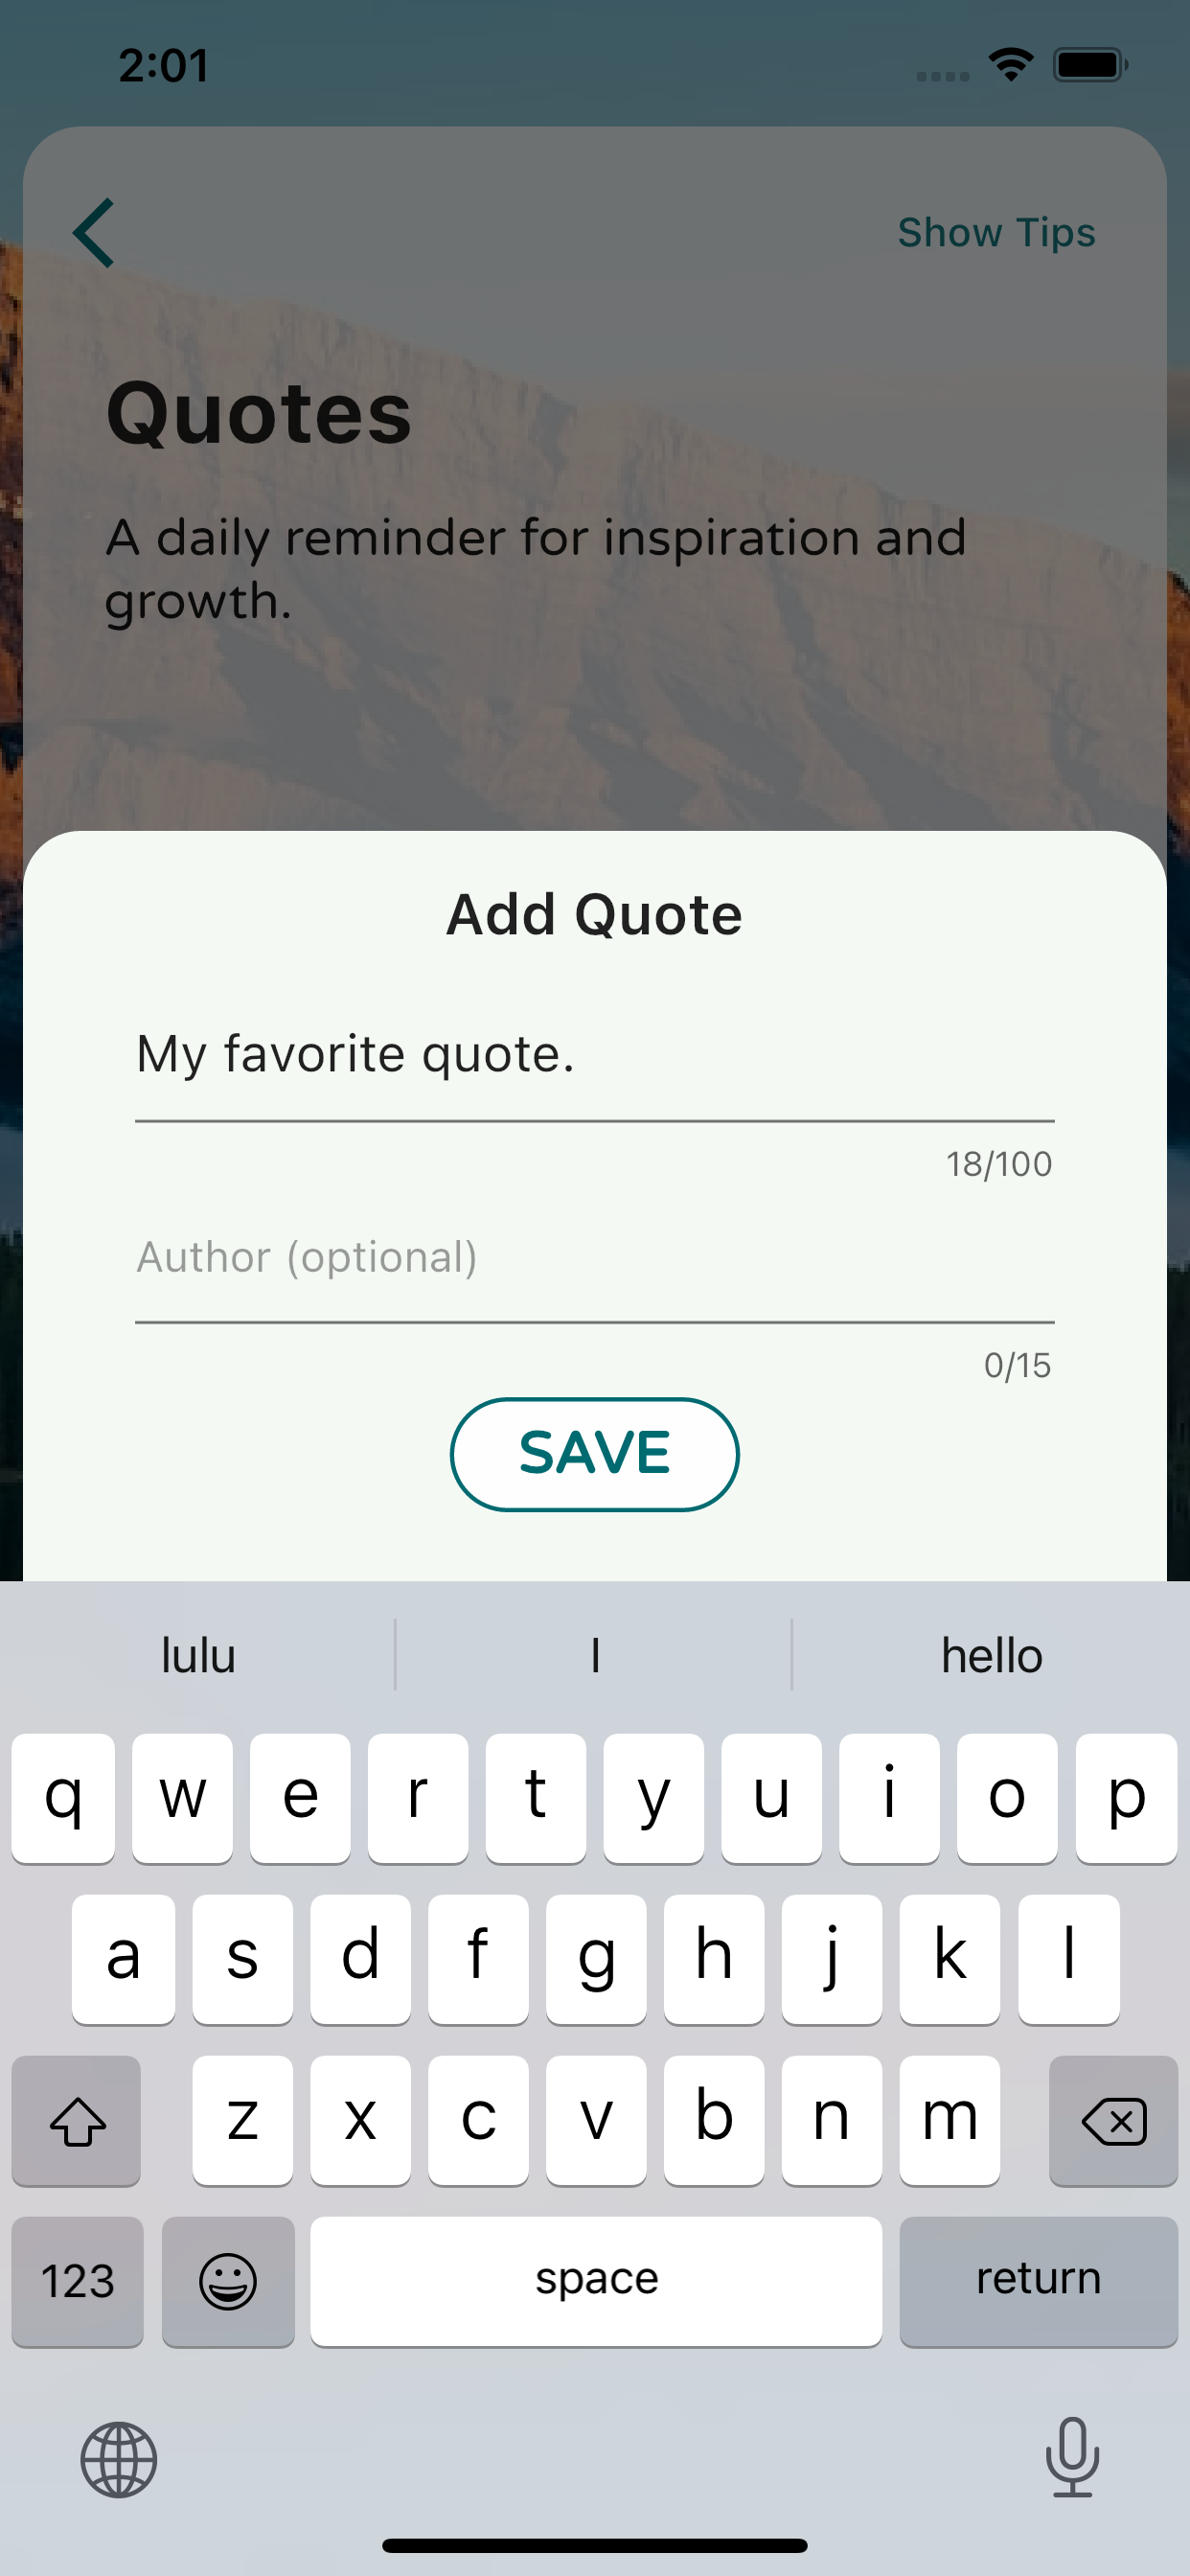 2:01
Show Tips
Quotes
A daily reminder for inspiration and
growth.
Add Quote
My favorite quote.
18/100
Author (optional)
0/15
SAVE
lulu I hello
q w e r t y u i o p
a s d f g h j k l
z x c v b n m
123 space return